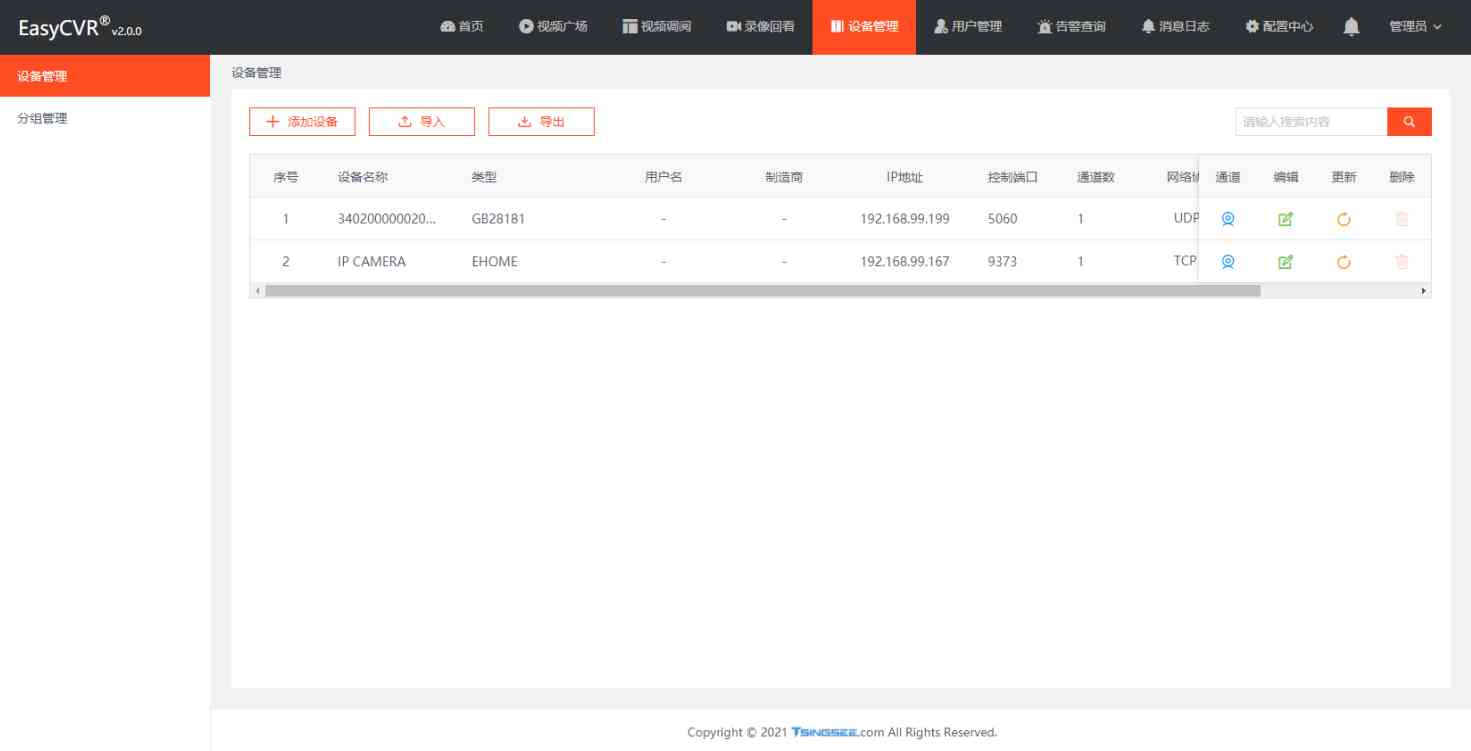 EasyCVR® v2.0.0
首页 视频广场 视频调阅 录像回看 设备管理 用户管理 告警查询 消息日志 配置中心 管理员
设备管理
分组管理
设备管理
添加设备 导入 导出 请输入搜索内容
序号 设备名称 类型 用户名 制造商 IP地址 控制端口 通道数 网络 通道 编辑 更新 删除
1 340200000020... GB28181 - - 192.168.99.199 5060 1 UDP
2 IP CAMERA EHOME - - 192.168.99.167 9373 1 TCP
Copyright © 2021 TSINGSEE.com All Rights Reserved.